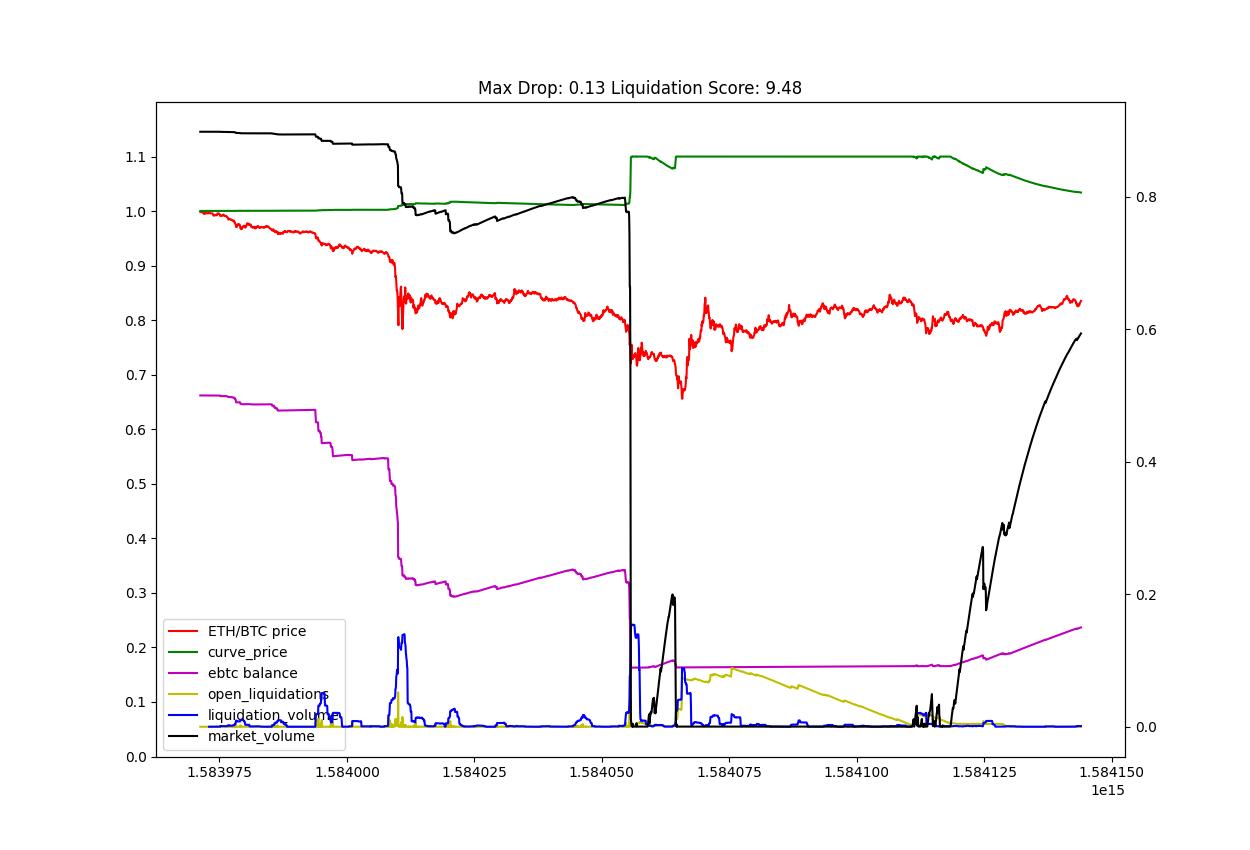 Max Drop: 0.13 Liquidation Score: 9.48
1.1
1.0
0.9
0.8
0.7
0.6
0.5
0.4
0.3
0.2
0.1
0.0
0.8
0.6
0.4
0.2
0.0
ETH/BTC price
curve_price
ebtc balance
open_liquidations
liquidation_volume
market_volume
1.583975 1.584000 1.584025 1.584050 1.584075 1.584100 1.584125 1.584150
1e15